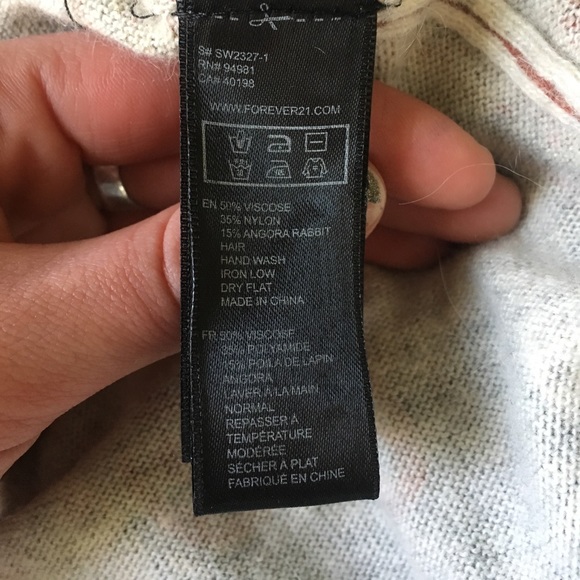 S# SW2327-1
RN# 94981
CA# 40198
WWW.FOREVER21.COM
EN 50% VISCOSE
35% NYLON
15% ANGORA RABBIT
HAIR
HAND WASH
IRON LOW
DRY FLAT
MADE IN CHINA
FR 50% VISCOSE
35% POLYAMIDE
15% POILA DE LAPIN
ANGORA
LAVER À LA MAIN
NORMAL
REPASSER À
TEMPÉRATURE
MODÉRÉE
SÉCHER À PLAT
FABRIQUÉ EN CHINE